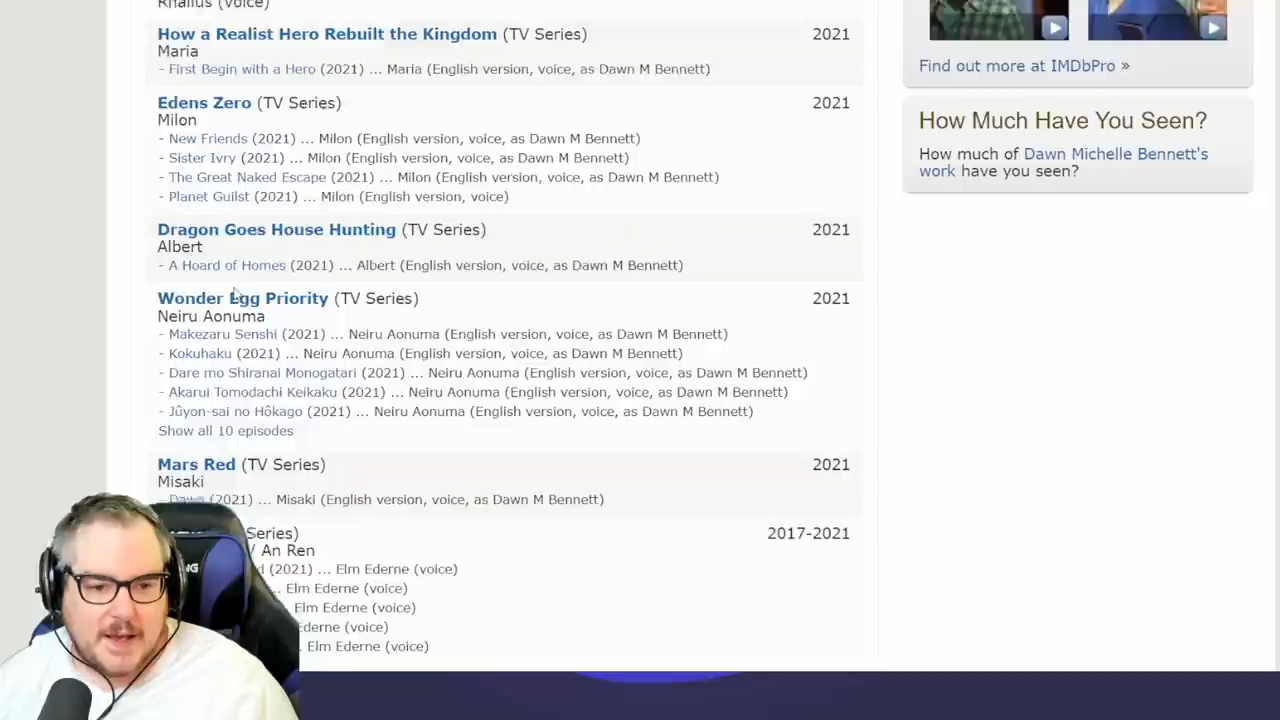 How a Realist Hero Rebuilt the Kingdom (TV Series) 2021
Maria
- First Begin with a Hero (2021) ... Maria (English version, voice, as Dawn M Bennett)
Edens Zero (TV Series) 2021
Milon
- New Friends (2021) ... Milon (English version, voice, as Dawn M Bennett)
- Sister Ivry (2021) ... Milon (English version, voice, as Dawn M Bennett)
- The Great Naked Escape (2021) ... Milon (English version, voice, as Dawn M Bennett)
- Planet Guilst (2021) ... Milon (English version, voice)
Dragon Goes House Hunting (TV Series) 2021
Albert
- A Hoard of Homes (2021) ... Albert (English version, voice, as Dawn M Bennett)
Wonder Egg Priority (TV Series) 2021
Neiru Aonuma
- Makezaru Senshi (2021) ... Neiru Aonuma (English version, voice, as Dawn M Bennett)
- Kokuhaku (2021) ... Neiru Aonuma (English version, voice, as Dawn M Bennett)
- Dare mo Shiranai Monogatari (2021) ... Neiru Aonuma (English version, voice, as Dawn M Bennett)
- Akarui Tomodachi Keikaku (2021) ... Neiru Aonuma (English version, voice, as Dawn M Bennett)
- Jûyon-sai no Hôkago (2021) ... Neiru Aonuma (English version, voice, as Dawn M Bennett)
Show all 10 episodes
Mars Red (TV Series) 2021
Misaki
(2021) ... Misaki (English version, voice, as Dawn M Bennett)
Series) 2017-2021
/ An Ren
(2021) ... Elm Ederne (voice)
Elm Ederne (voice)
Elm Ederne (voice)
Ederne (voice)
Elm Ederne (voice)
Find out more at IMDbPro »
How Much Have You Seen?
How much of Dawn Michelle Bennett's
work have you seen?